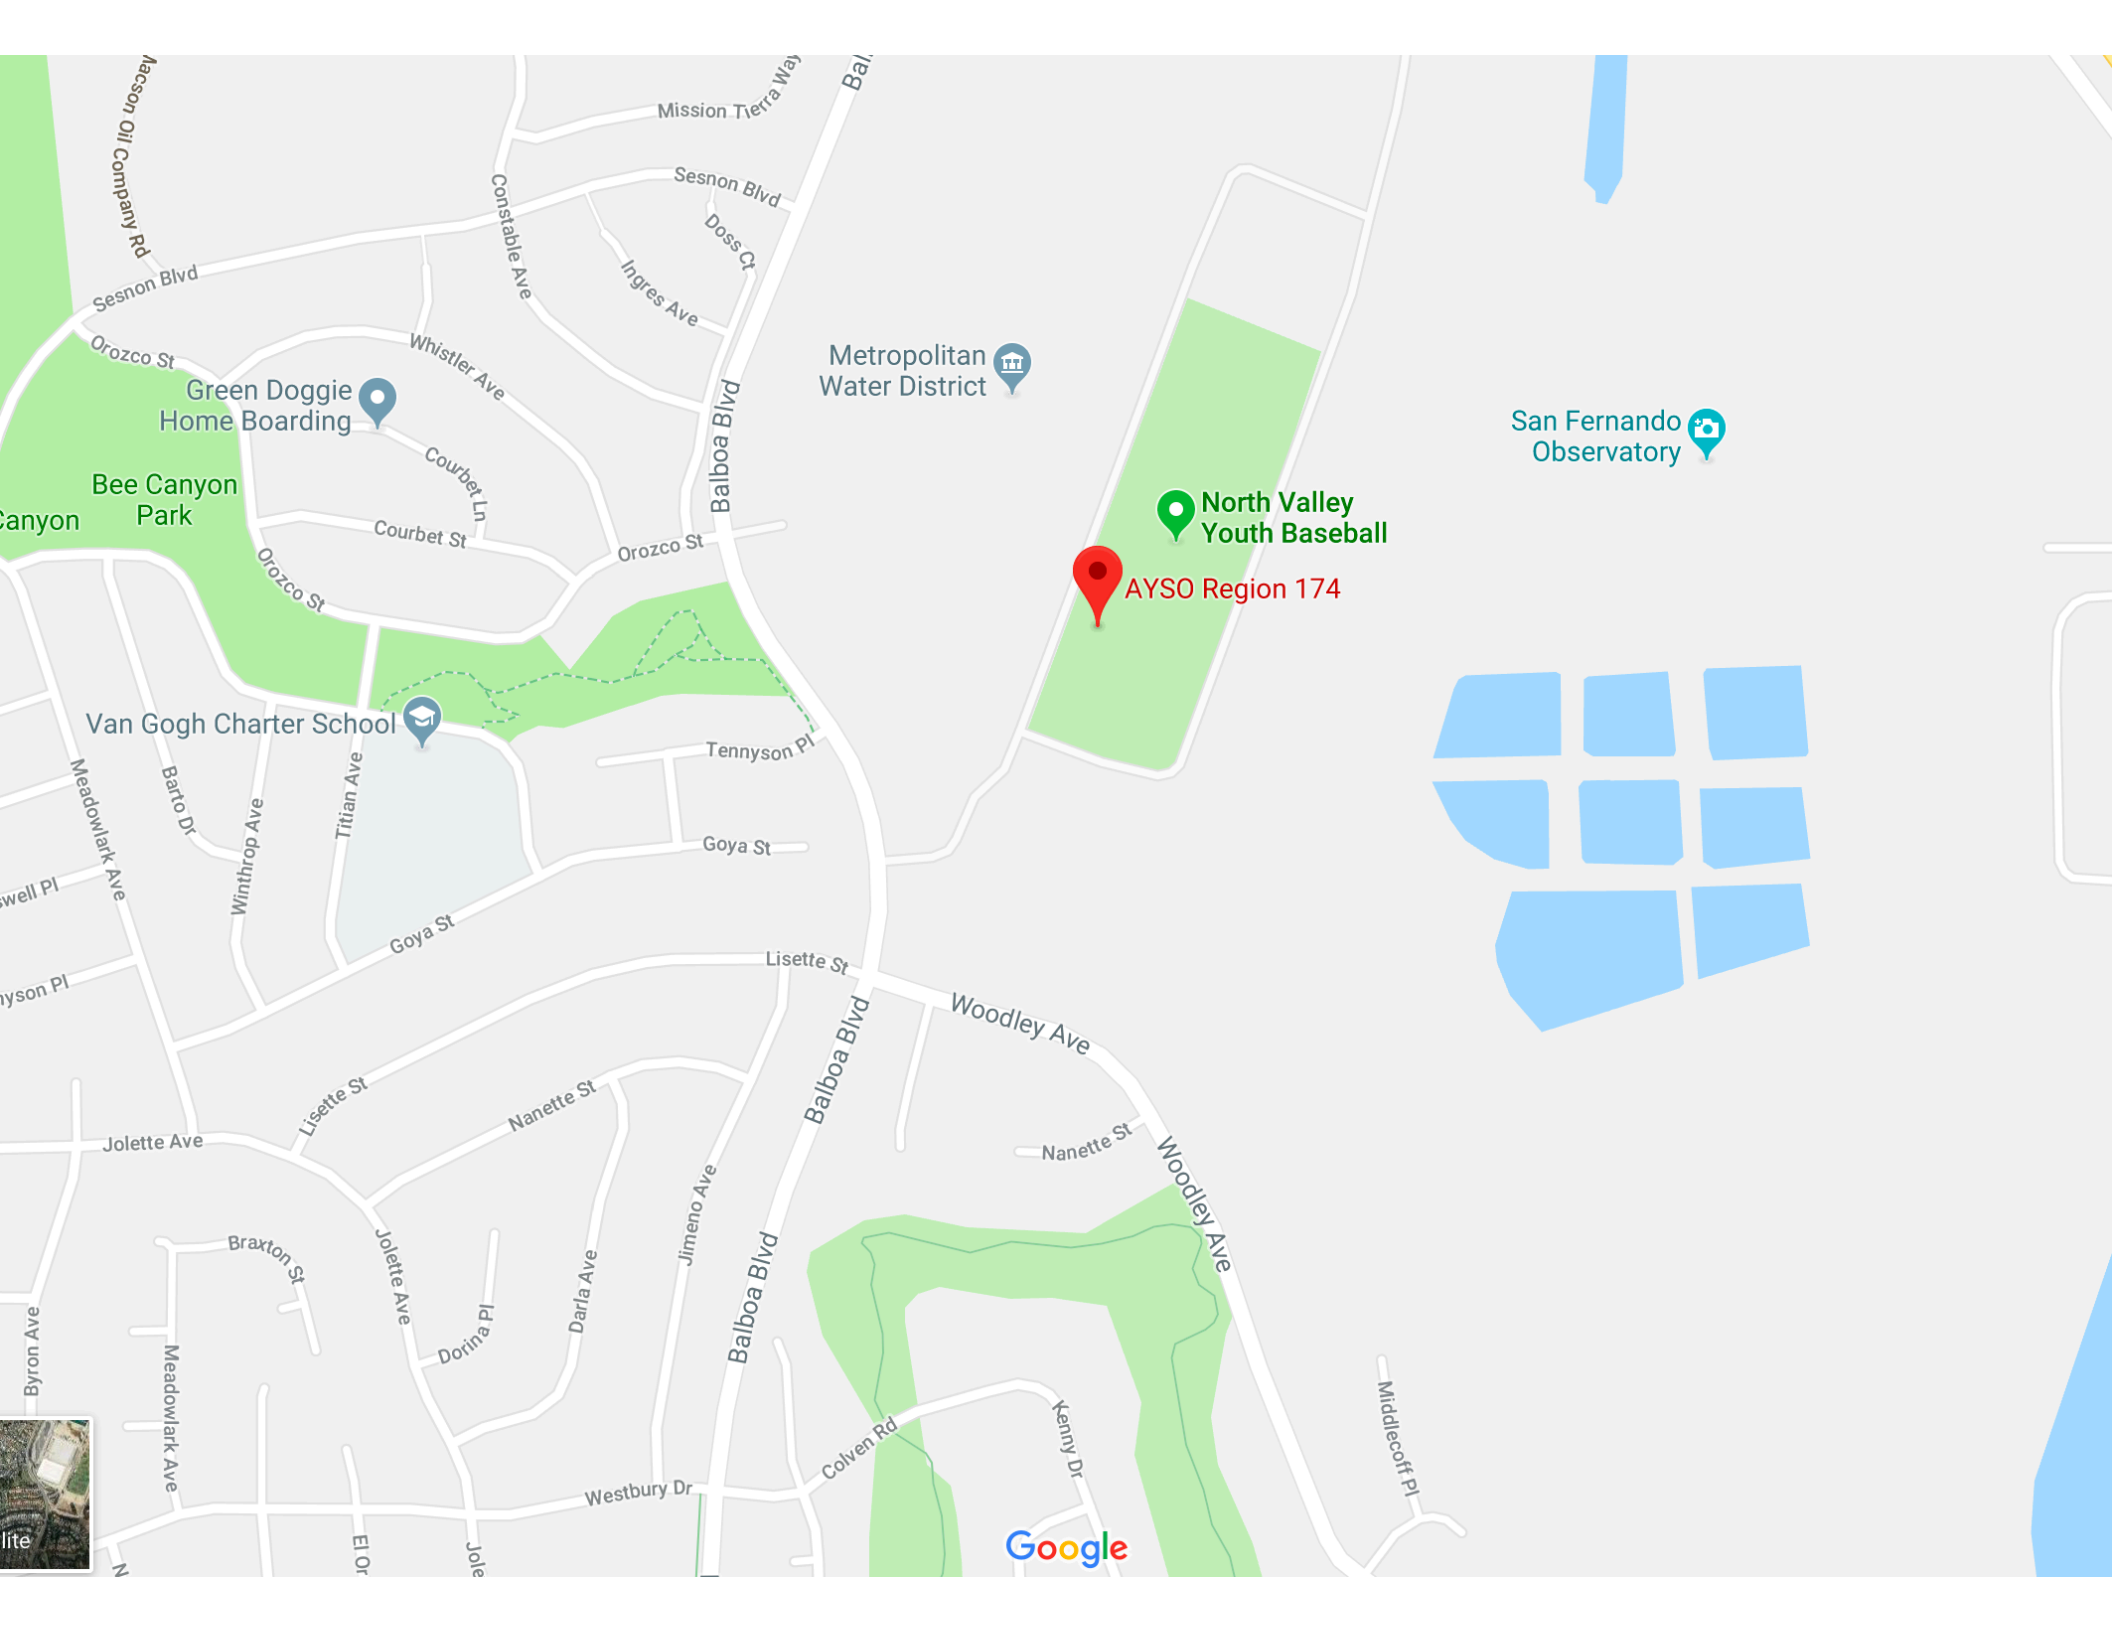 Macson Oil Company Rd
Mission Tierra Way
Sesnon Blvd
Constable Ave
Doss Ct
Ingres Ave
Sesnon Blvd
Orozco St
Whistler Ave
Green Doggie
Home Boarding
Metropolitan
Water District
San Fernando
Observatory
Balboa Blvd
Courbet Ln
Bee Canyon
Park
Canyon
Courbet St
Orozco St
Orozco St
North Valley
Youth Baseball
AYSO Region 174
Van Gogh Charter School
Tennyson Pl
Meadowlark Ave
Barto Dr
Winthrop Ave
Titian Ave
Goya St
Goya St
Lisette St
Woodley Ave
Balboa Blvd
Lisette St
Nanette St
Jolette Ave
Nanette St
Woodley Ave
Jimeno Ave
Braxton St
Jolette Ave
Darla Ave
Dorina Pl
Balboa Blvd
Byron Ave
Meadowlark Ave
Kenny Dr
Colven Rd
Middlecoff Pl
Westbury Dr
lite
El Or
Jole
N
Google